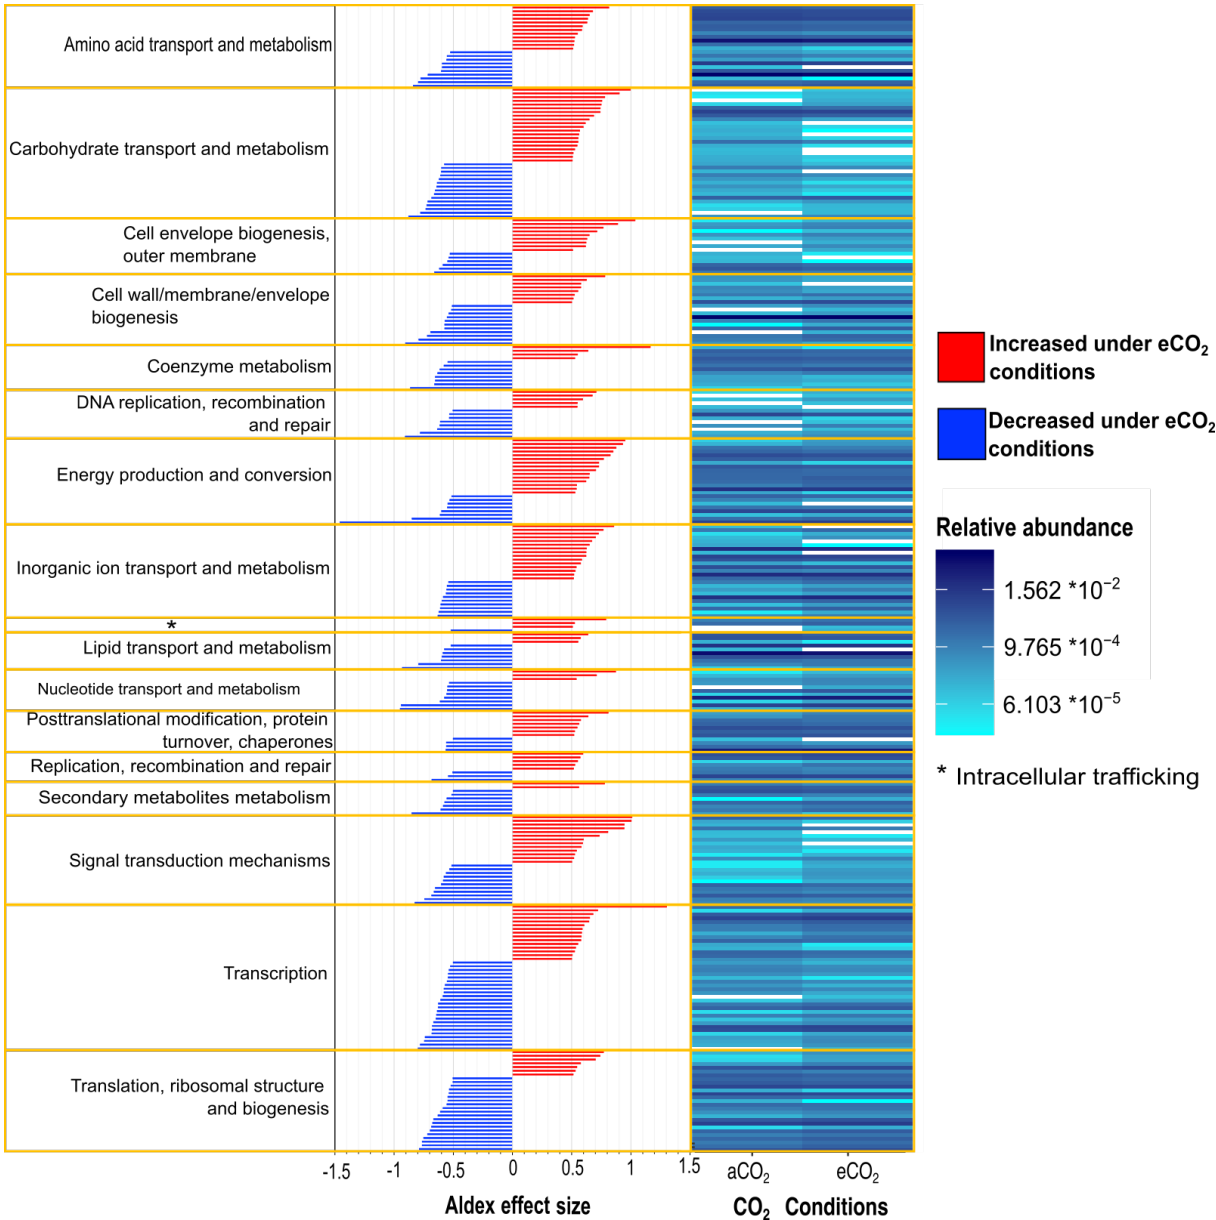 Amino acid transport and metabolism
Carbohydrate transport and metabolism
Cell envelope biogenesis,
outer membrane
Cell wall/membrane/envelope
biogenesis
Coenzyme metabolism
DNA replication, recombination
and repair
Energy production and conversion
Inorganic ion transport and metabolism
*
Lipid transport and metabolism
Nucleotide transport and metabolism
Posttranslational modification, protein
turnover, chaperones
Replication, recombination and repair
Secondary metabolites metabolism
Signal transduction mechanisms
Transcription
Translation, ribosomal structure
and biogenesis
-1.5 -1 -0.5 0 0.5 1 1.5
Aldex effect size
aCO₂ eCO₂
CO₂ Conditions
Increased under eCO₂
conditions
Decreased under eCO₂
conditions
Relative abundance
1.562 *10⁻²
9.765 *10⁻⁴
6.103 *10⁻⁵
* Intracellular trafficking